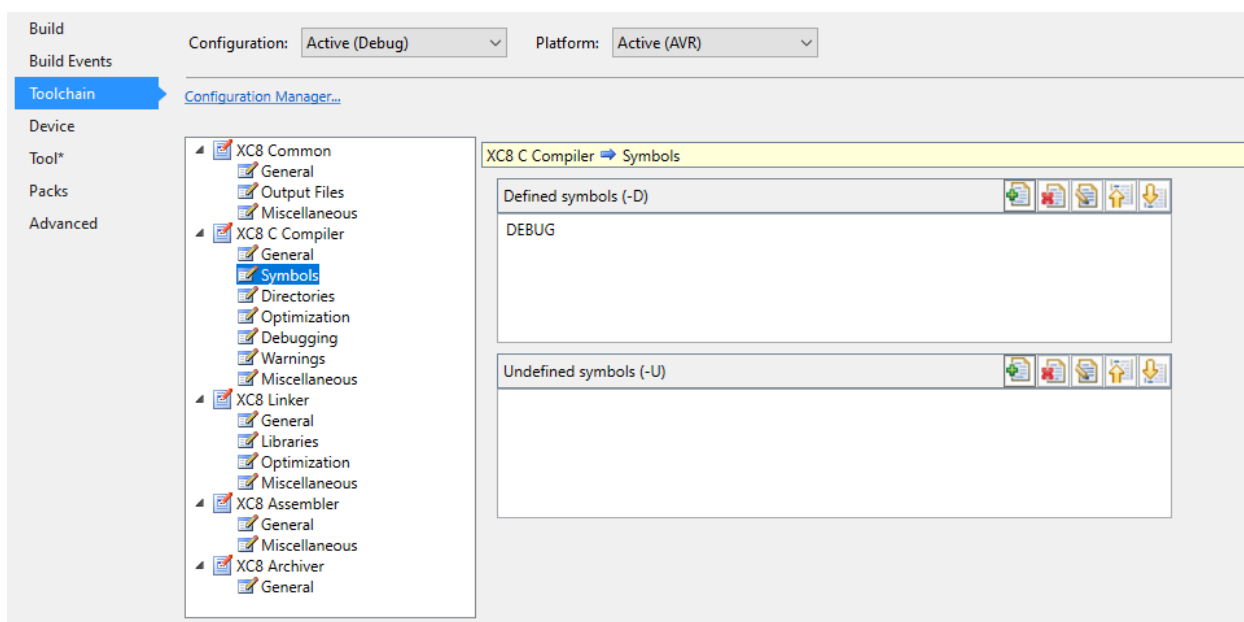 Build
Build Events
Toolchain
Device
Tool*
Packs
Advanced
Configuration: Active (Debug) Platform: Active (AVR)
Configuration Manager...
XC8 Common
General
Output Files
Miscellaneous
XC8 C Compiler
General
Symbols
Directories
Optimization
Debugging
Warnings
Miscellaneous
XC8 Linker
General
Libraries
Optimization
Miscellaneous
XC8 Assembler
General
Miscellaneous
XC8 Archiver
General
XC8 C Compiler ➡ Symbols
Defined symbols (-D)
DEBUG
Undefined symbols (-U)